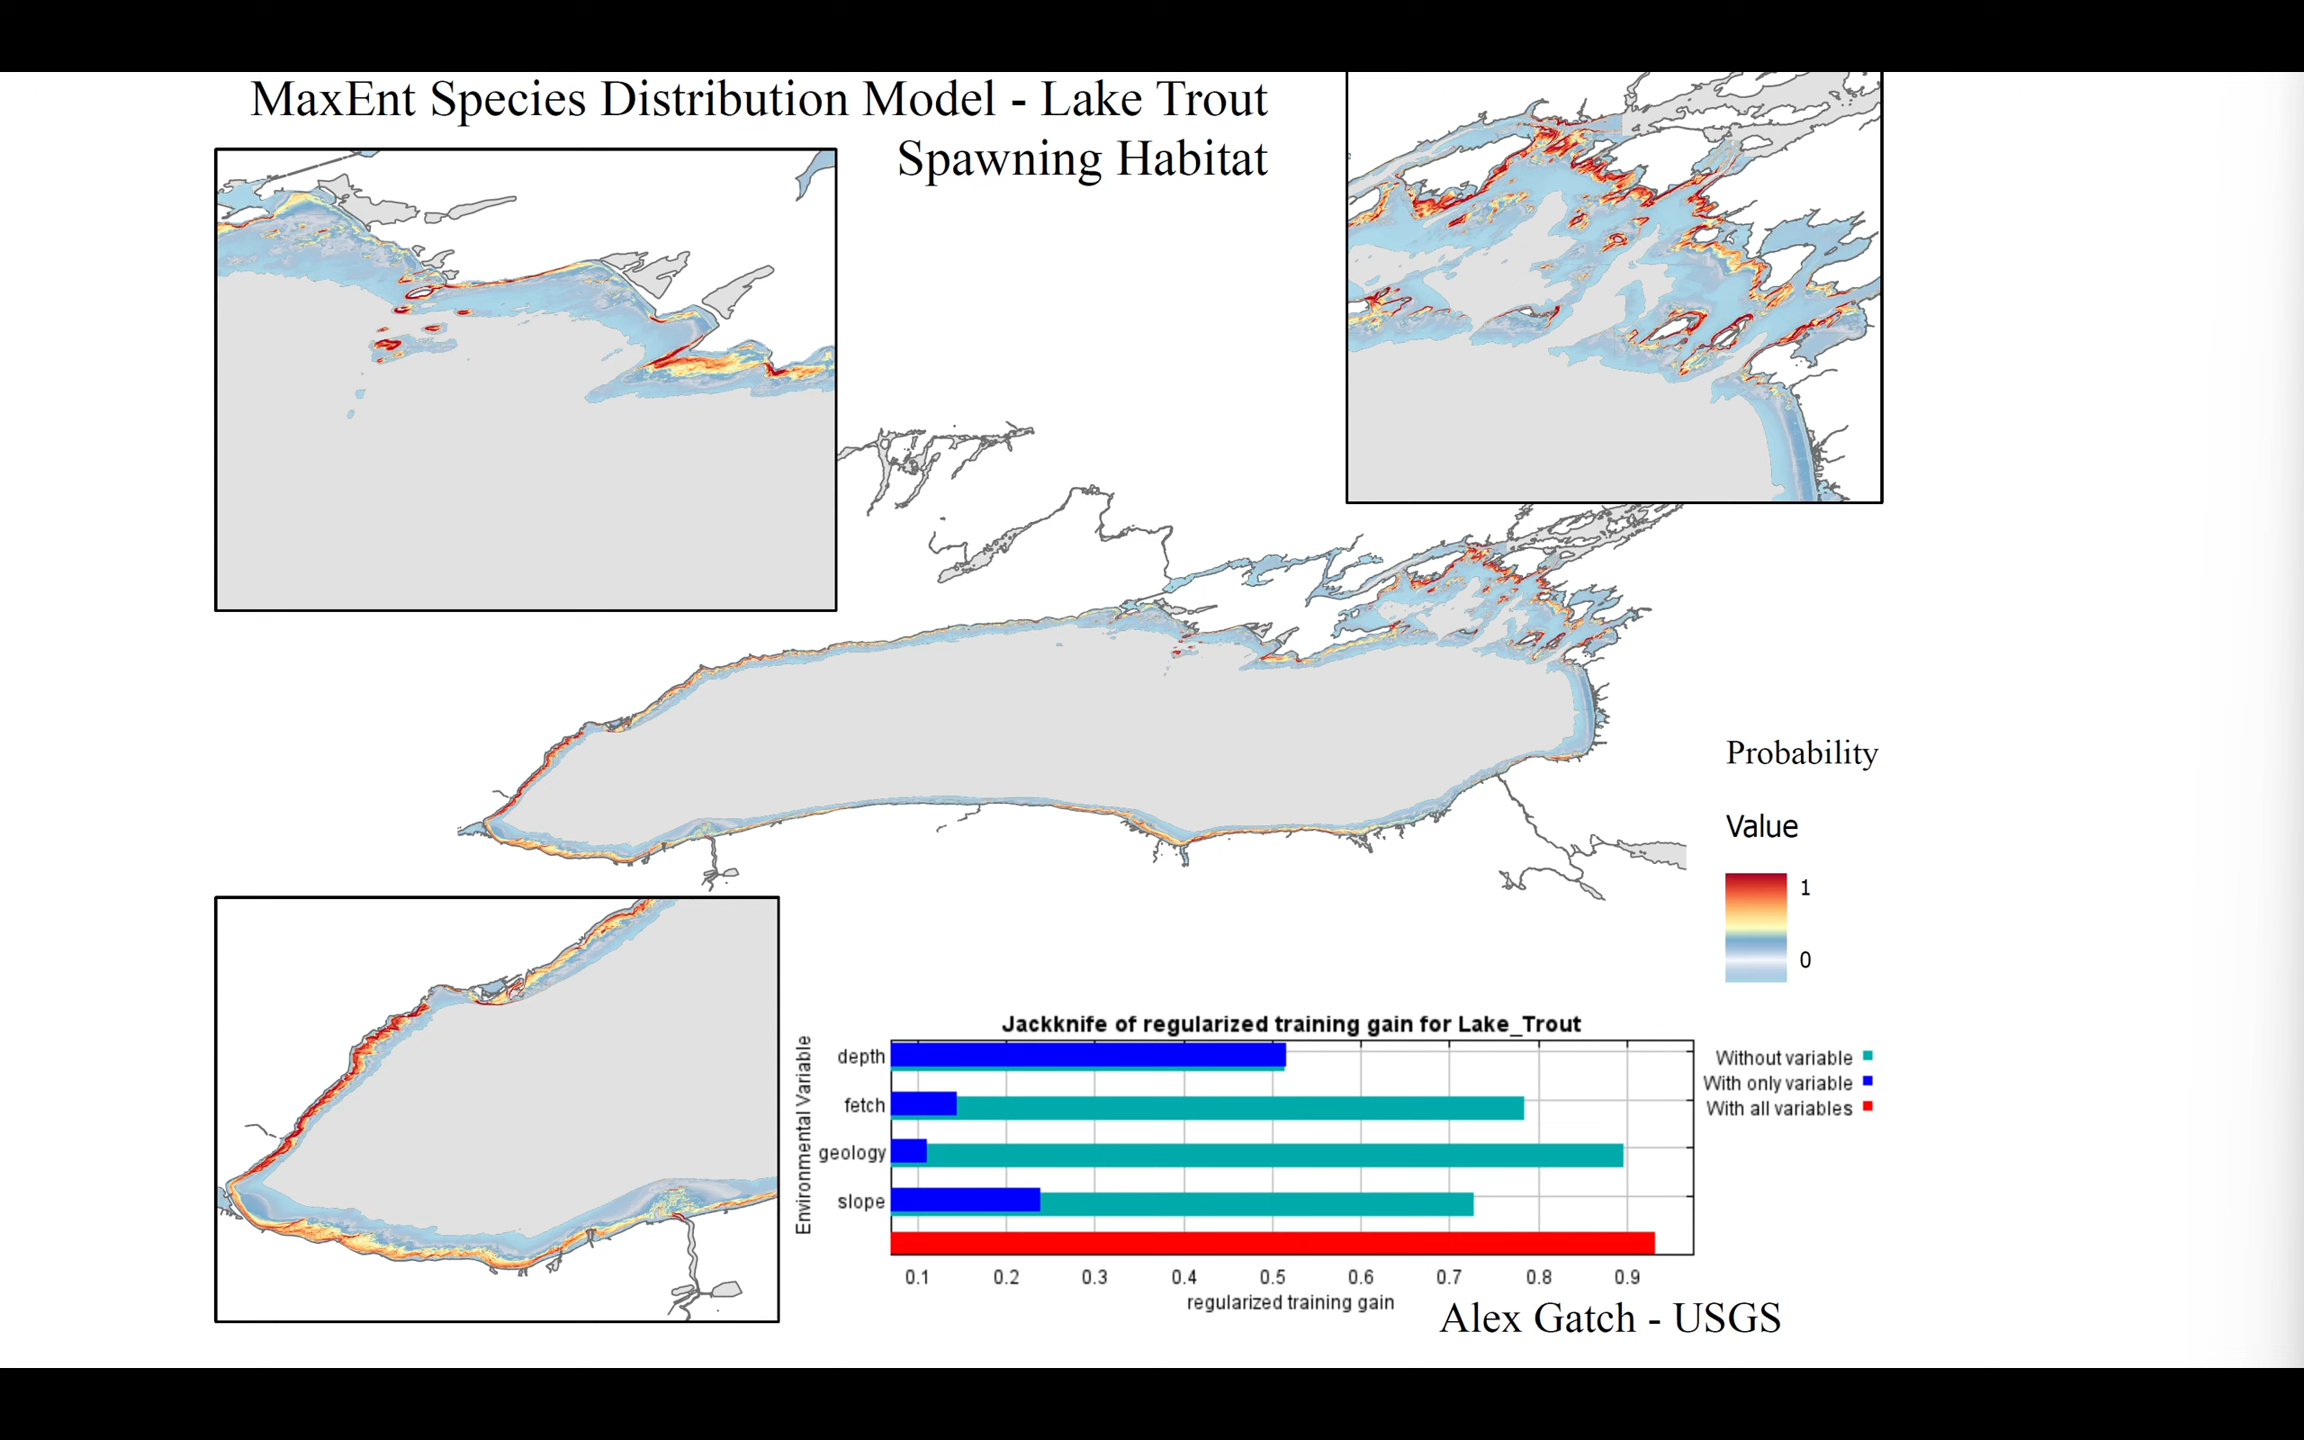 MaxEnt Species Distribution Model - Lake Trout
Spawning Habitat
Probability
Value
1
0
Jackknife of regularized training gain for Lake_Trout
Environmental Variable
depth
fetch
geology
slope
Without variable
With only variable
With all variables
0.1 0.2 0.3 0.4 0.5 0.6 0.7 0.8 0.9
regularized training gain
Alex Gatch - USGS